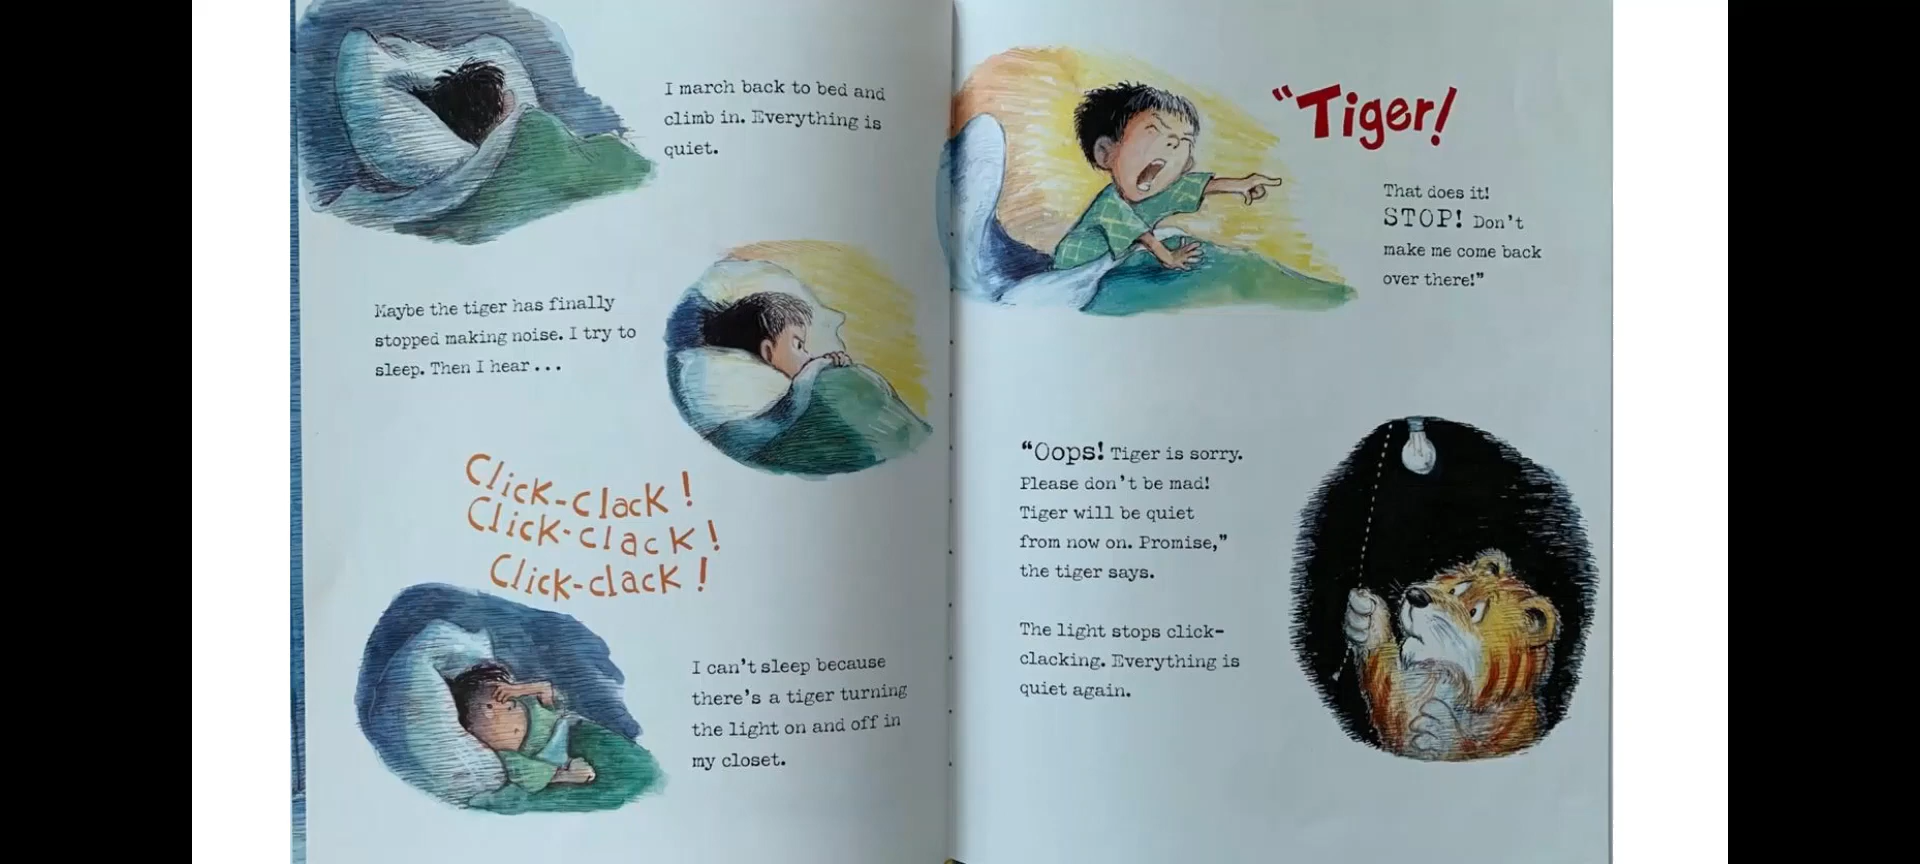 I march back to bed and
climb in. Everything is
quiet.
Maybe the tiger has finally
stopped making noise. I try to
sleep. Then I hear...
Click-clack!
Click-clack!
Click-clack!
I can't sleep because
there's a tiger turning
the light on and off in
my closet.
"Tiger!
That does it!
STOP! Don't
make me come back
over there!"
"Oops! Tiger is sorry.
Please don't be mad!
Tiger will be quiet
from now on. Promise,"
the tiger says.
The light stops click-
clacking. Everything is
quiet again.